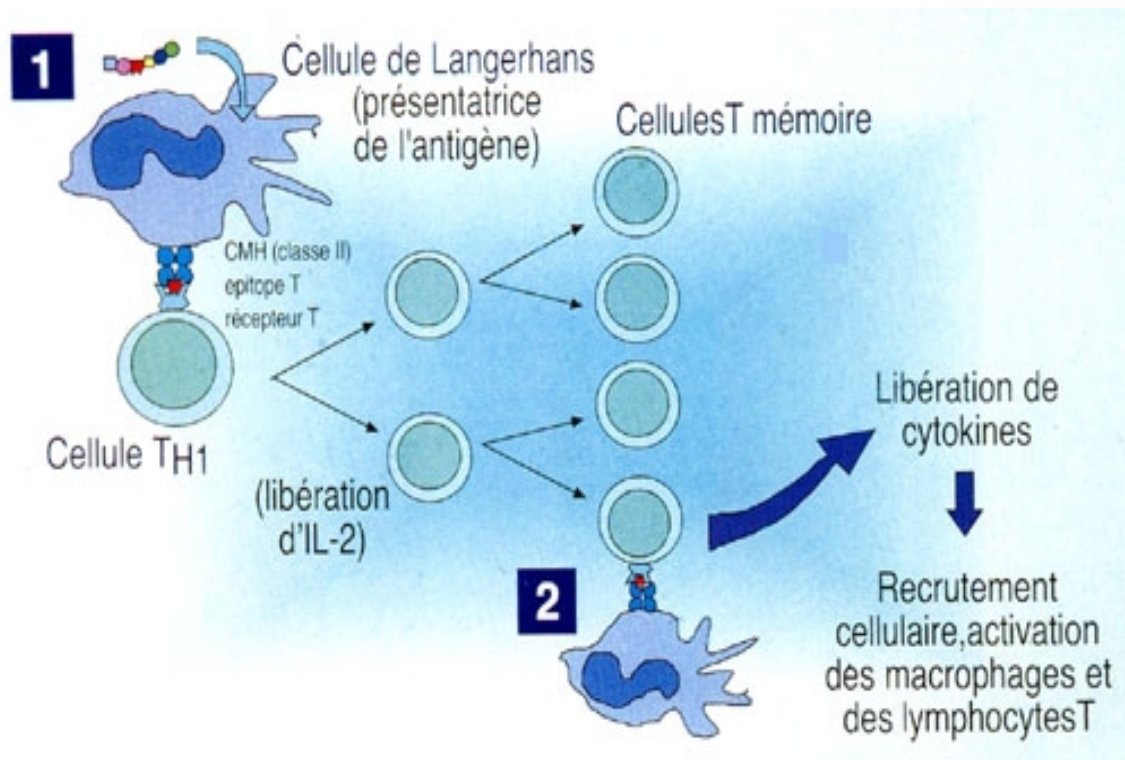 1
Cellule de Langerhans
(présentatrice
de l'antigène)
CellulesT mémoire
CMH (classe II)
epitope T
récepteur T
Cellule TH1
(libération
d'IL-2)
Libération de
cytokines
2
Recrutement
cellulaire,activation
des macrophages et
des lymphocytesT